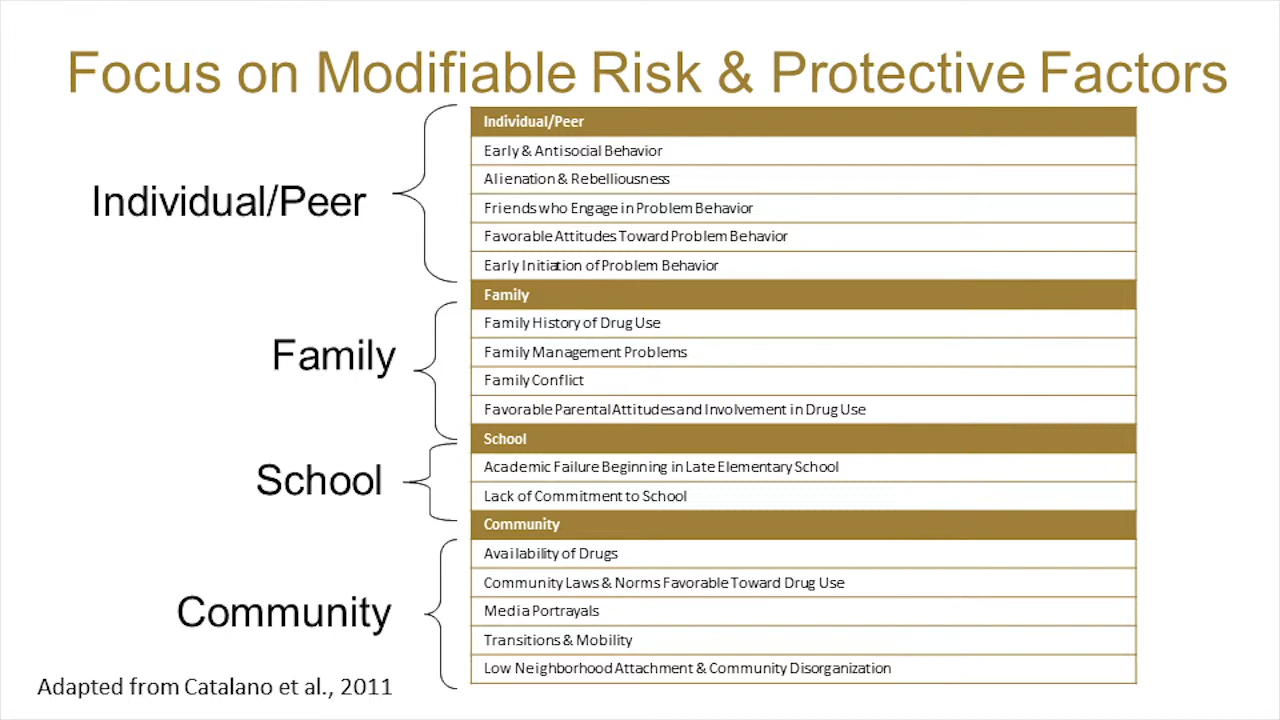 Focus on Modifiable Risk & Protective Factors
Individual/Peer
Individual/Peer
Early & Antisocial Behavior
Alienation & Rebelliousness
Friends who Engage in Problem Behavior
Favorable Attitudes Toward Problem Behavior
Early Initiation of Problem Behavior
Family
Family
Family History of Drug Use
Family Management Problems
Family Conflict
Favorable Parental Attitudes and Involvement in Drug Use
School
School
Academic Failure Beginning in Late Elementary School
Lack of Commitment to School
Community
Community
Availability of Drugs
Community Laws & Norms Favorable Toward Drug Use
Media Portrayals
Transitions & Mobility
Low Neighborhood Attachment & Community Disorganization
Adapted from Catalano et al., 2011